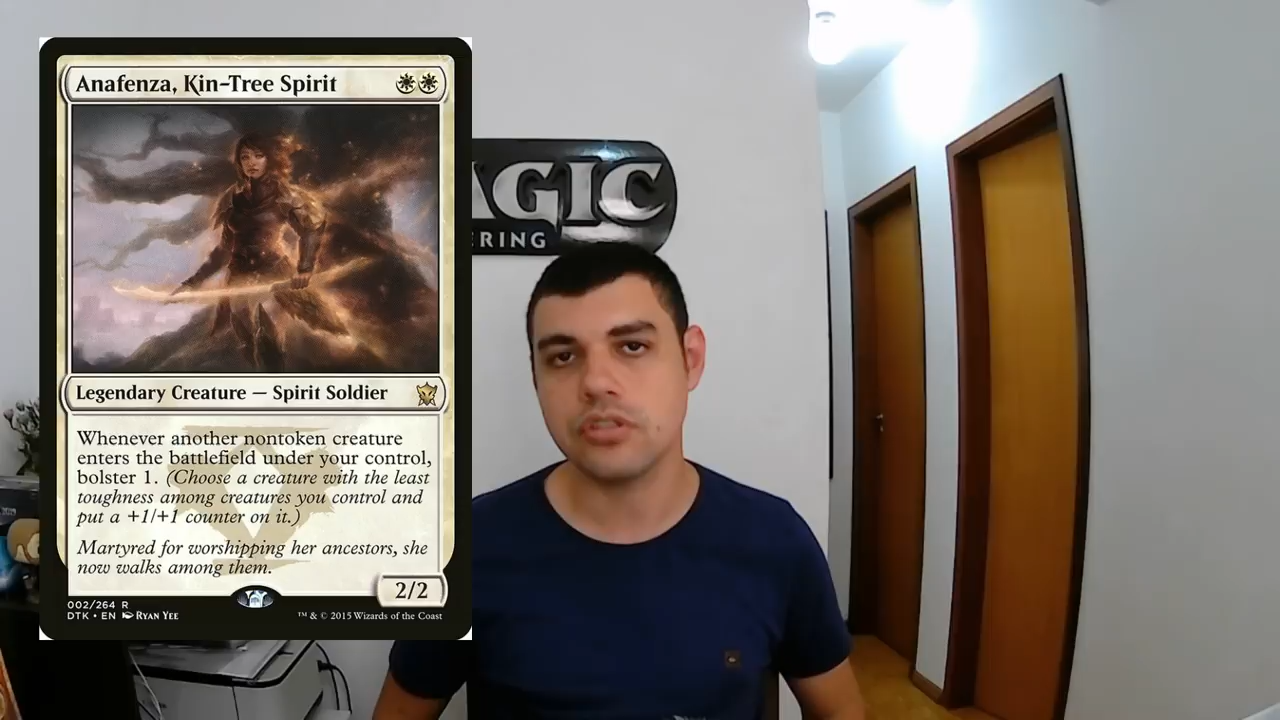 Anafenza, Kin-Tree Spirit
Legendary Creature — Spirit Soldier
Whenever another nontoken creature
enters the battlefield under your control,
bolster 1. (Choose a creature with the least
toughness among creatures you control and
put a +1/+1 counter on it.)
Martyred for worshipping her ancestors, she
now walks among them.
2/2
002/264 R
DTK • EN Ryan Yee
™ & © 2015 Wizards of the Coast
AGIC
ERING